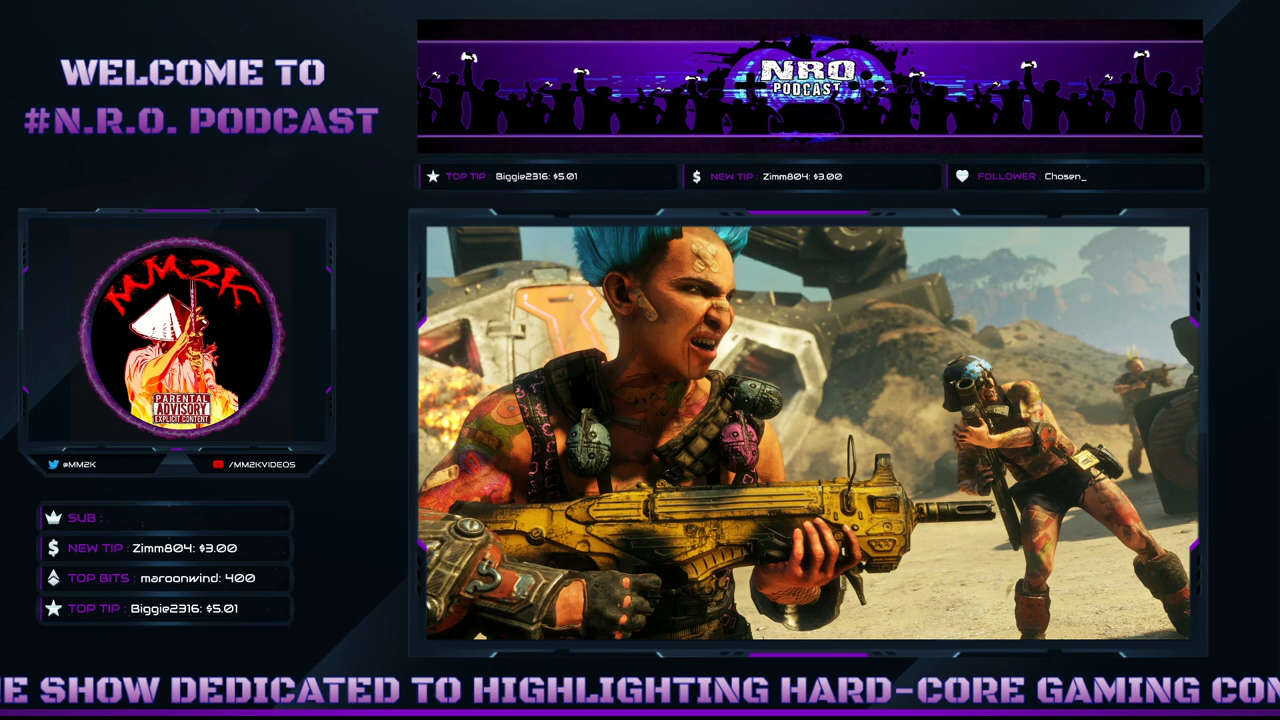 WELCOME TO
#N.R.O. PODCAST
NRO
PODCAST
TOP TIP : Biggie2316: $5.01
NEW TIP : Zimm804: $3.00
FOLLOWER : Chosen_
MM2K
PARENTAL
ADVISORY
EXPLICIT CONTENT
@MM2K
/MM2KVIDEOS
SUB :
NEW TIP : Zimm804: $3.00
TOP BITS : maroonwind: 400
TOP TIP : Biggie2316: $5.01
E SHOW DEDICATED TO HIGHLIGHTING HARD-CORE GAMING CON